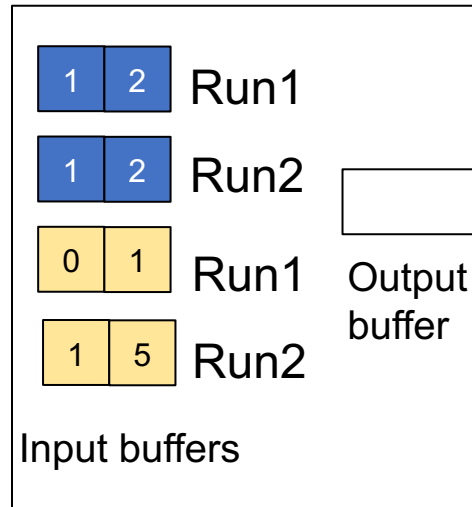 1 2 Run1
1 2 Run2
0 1 Run1
1 5 Run2
Output
buffer
Input buffers